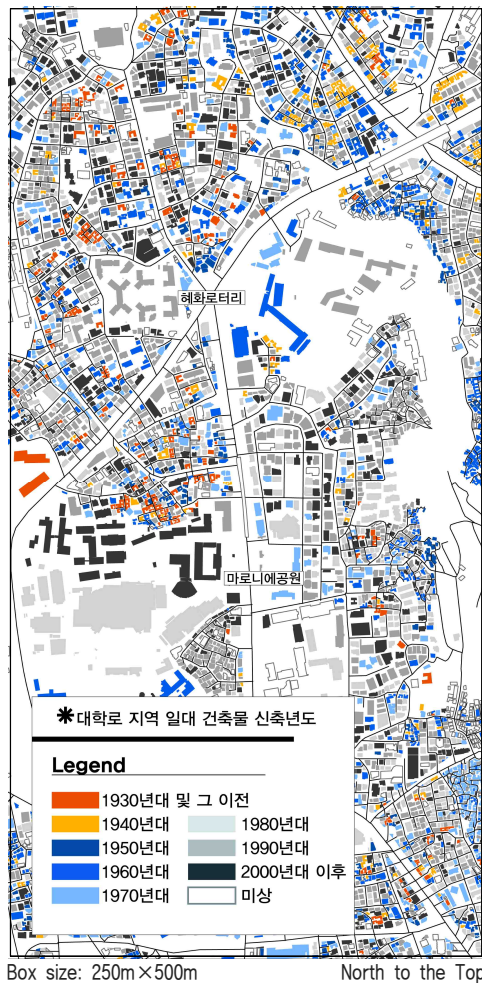 혜화로터리
마로니에공원
*대학로 지역 일대 건축물 신축년도
Legend
1930년대 및 그 이전
1940년대
1980년대
1950년대
1990년대
1960년대
2000년대 이후
1970년대
미상
Box size: 250m×500m
North to the Top